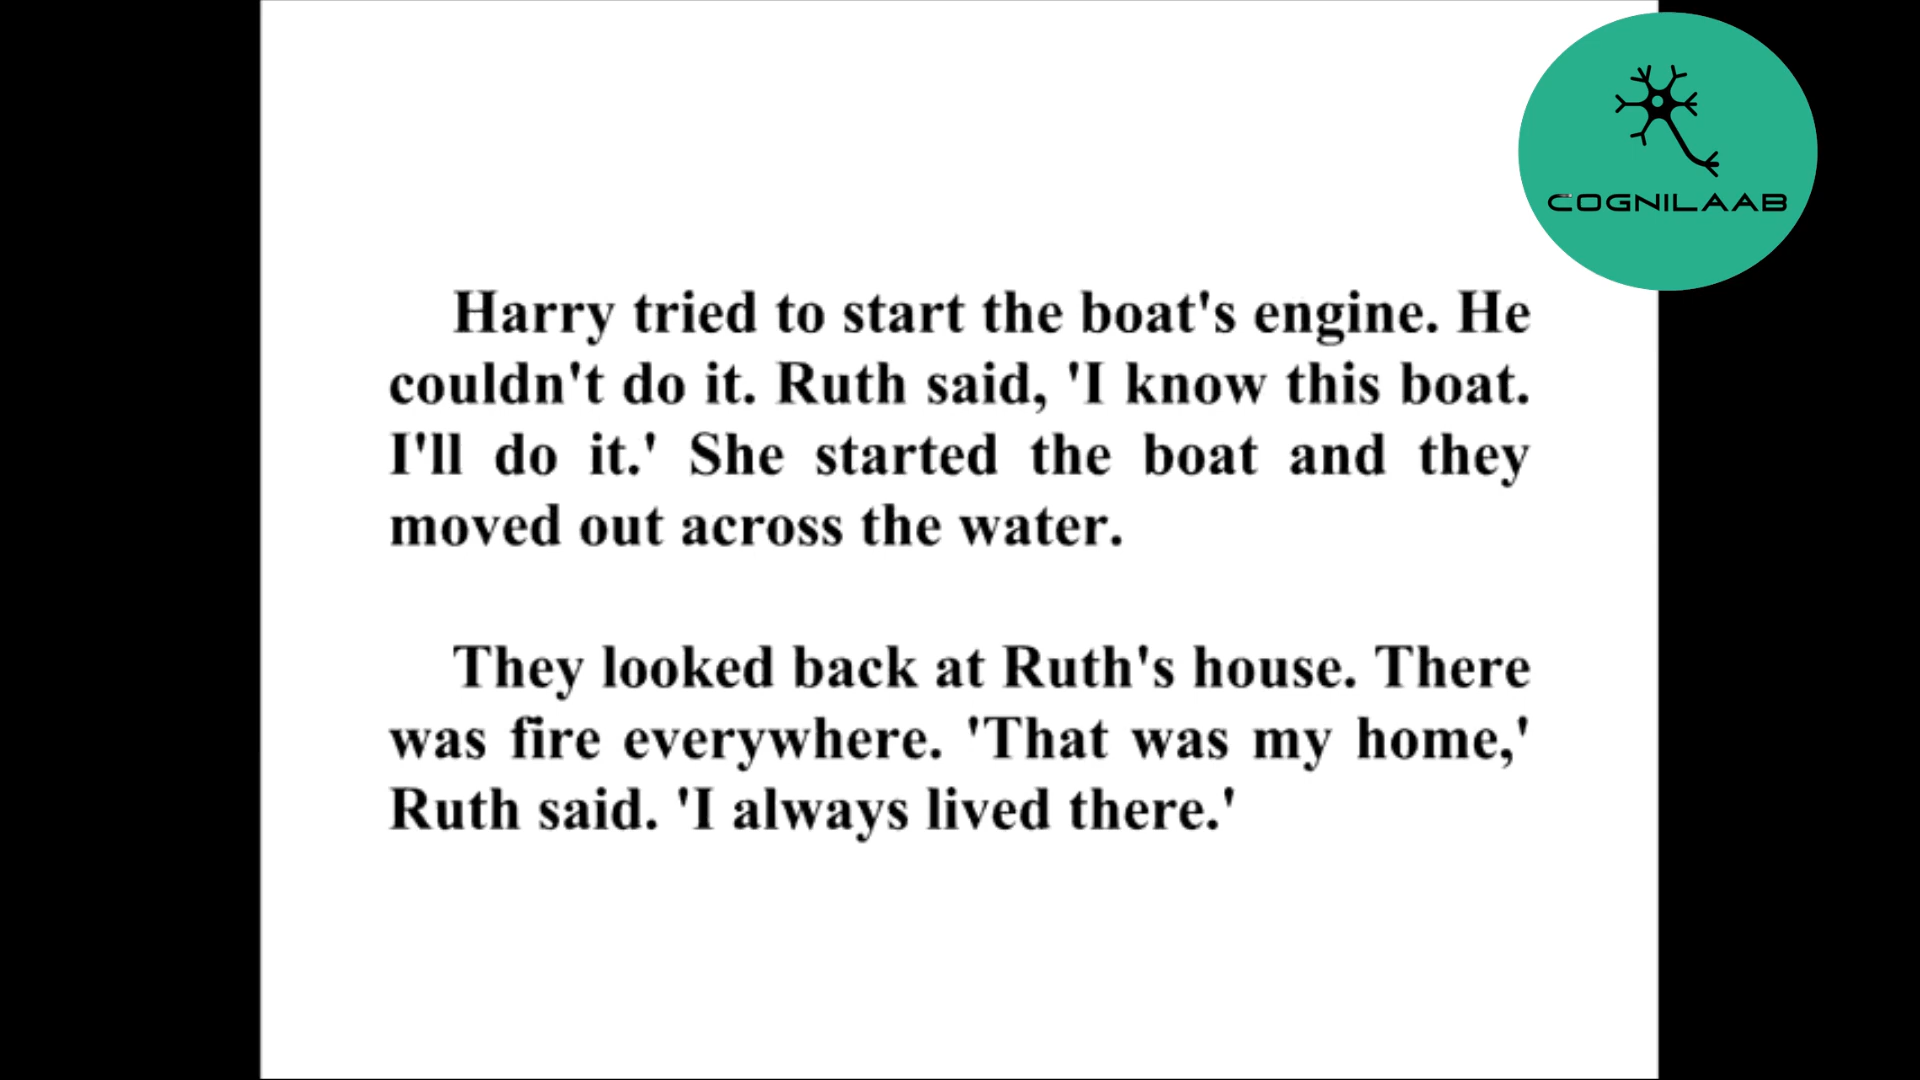 COGNILAAB
Harry tried to start the boat's engine. He
couldn't do it. Ruth said, 'I know this boat.
I'll do it.' She started the boat and they
moved out across the water.
They looked back at Ruth's house. There
was fire everywhere. 'That was my home,'
Ruth said. 'I always lived there.'